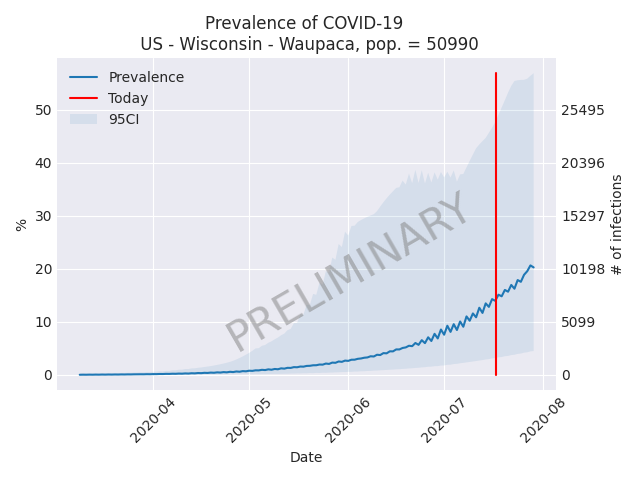 Prevalence of COVID-19
US - Wisconsin - Waupaca, pop. = 50990
Prevalence
Today
95CI
50
40
30
20
10
0
%
25495
20396
15297
10198
5099
0
# of infections
PRELIMINARY
2020-04
2020-05
2020-06
2020-07
2020-08
Date